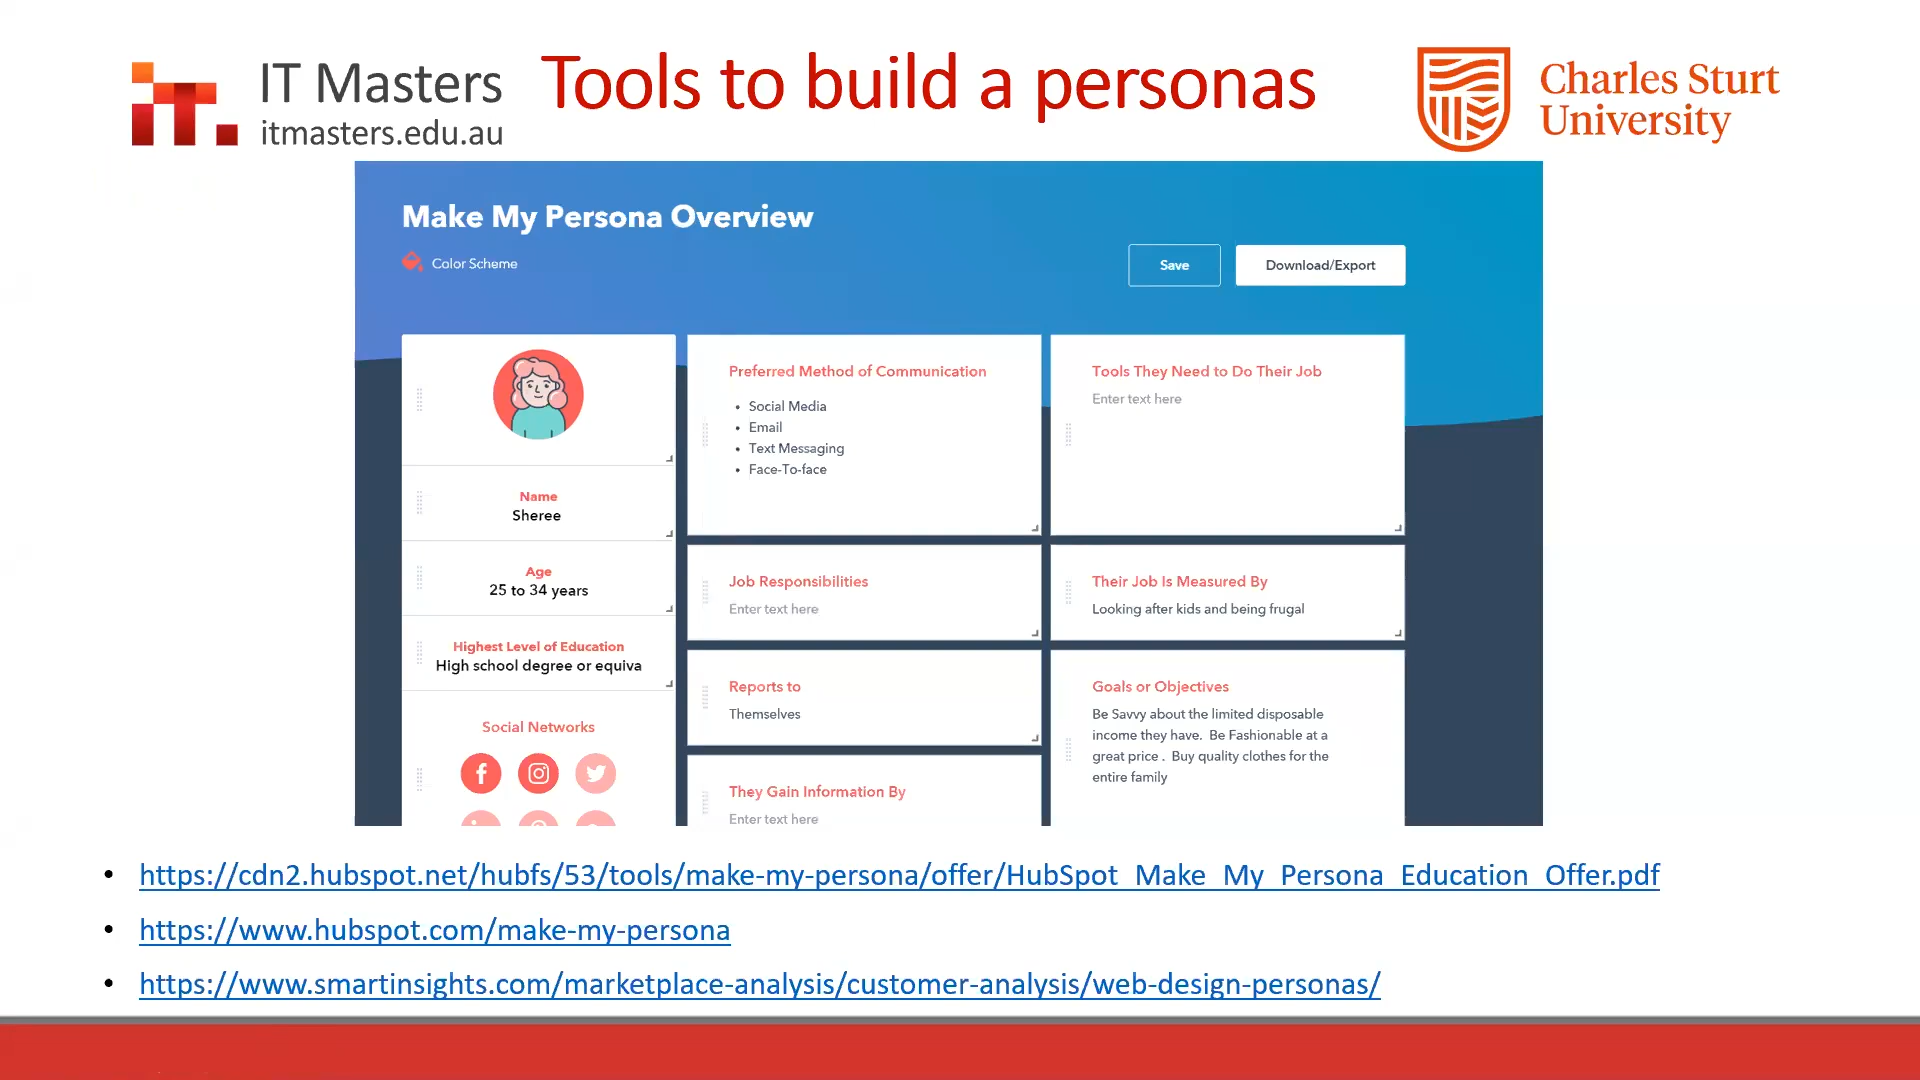 IT Masters
itmasters.edu.au
Tools to build a personas
Charles Sturt
University
Make My Persona Overview
Color Scheme
Save
Download/Export
Name
Sheree
Age
25 to 34 years
Highest Level of Education
High school degree or equiva
Social Networks
Preferred Method of Communication
• Social Media
• Email
• Text Messaging
• Face-To-face
Job Responsibilities
Enter text here
Reports to
Themselves
They Gain Information By
Enter text here
Tools They Need to Do Their Job
Enter text here
Their Job Is Measured By
Looking after kids and being frugal
Goals or Objectives
Be Savvy about the limited disposable
income they have. Be Fashionable at a
great price . Buy quality clothes for the
entire family
• https://cdn2.hubspot.net/hubfs/53/tools/make-my-persona/offer/HubSpot_Make_My_Persona_Education_Offer.pdf
• https://www.hubspot.com/make-my-persona
• https://www.smartinsights.com/marketplace-analysis/customer-analysis/web-design-personas/